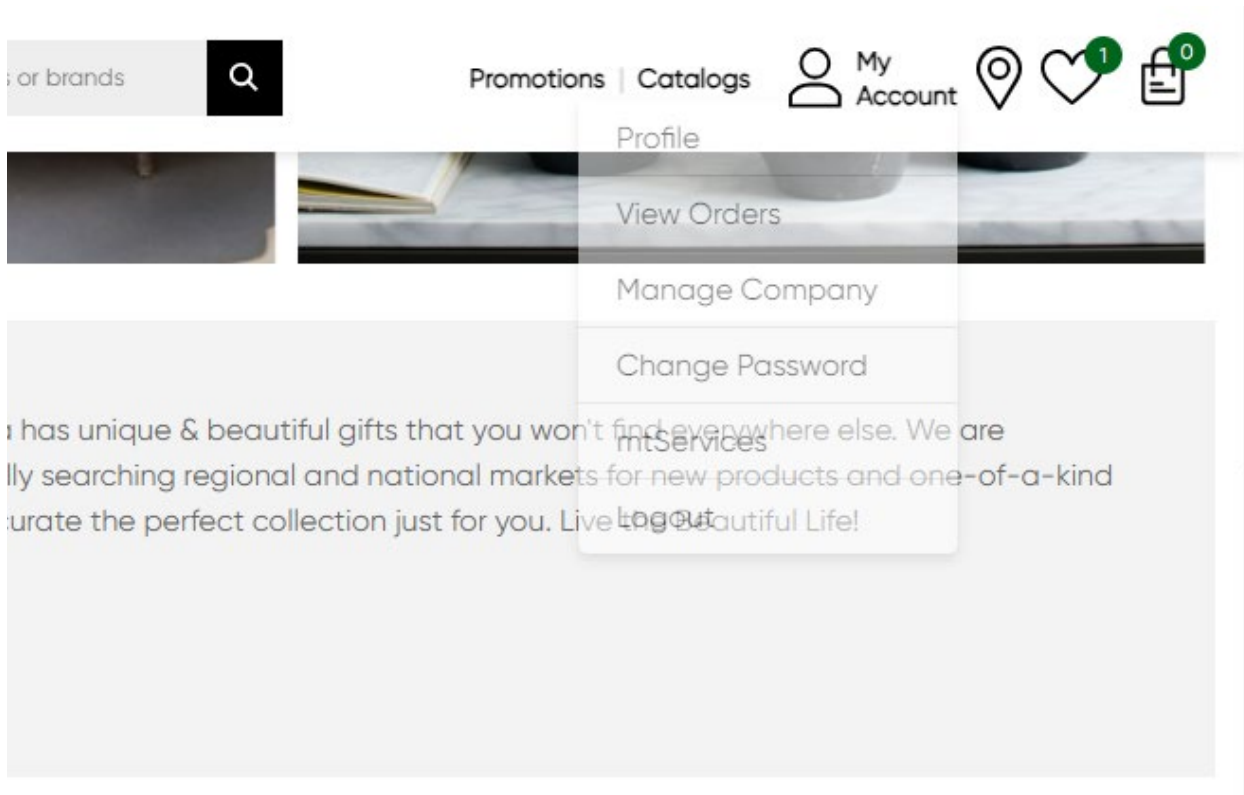 s or brands
Promotions | Catalogs
My
Account
1
0
Profile
View Orders
Manage Company
Change Password
mtServices
Logout
has unique & beautiful gifts that you won't find everywhere else. We are
lly searching regional and national markets for new products and one-of-a-kind
curate the perfect collection just for you. Live the Beautiful Life!